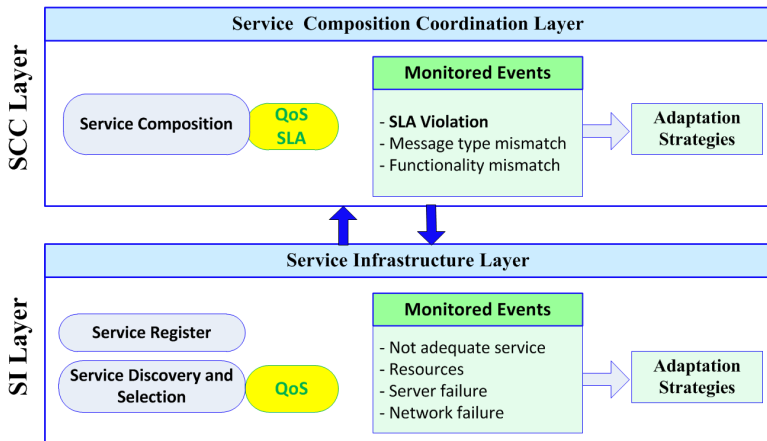 SCC Layer
Service Composition Coordination Layer
Service Composition
QoS
SLA
Monitored Events
- SLA Violation
- Message type mismatch
- Functionality mismatch
Adaptation
Strategies
SI Layer
Service Infrastructure Layer
Service Register
Service Discovery and
Selection
QoS
Monitored Events
- Not adequate service
- Resources
- Server failure
- Network failure
Adaptation
Strategies